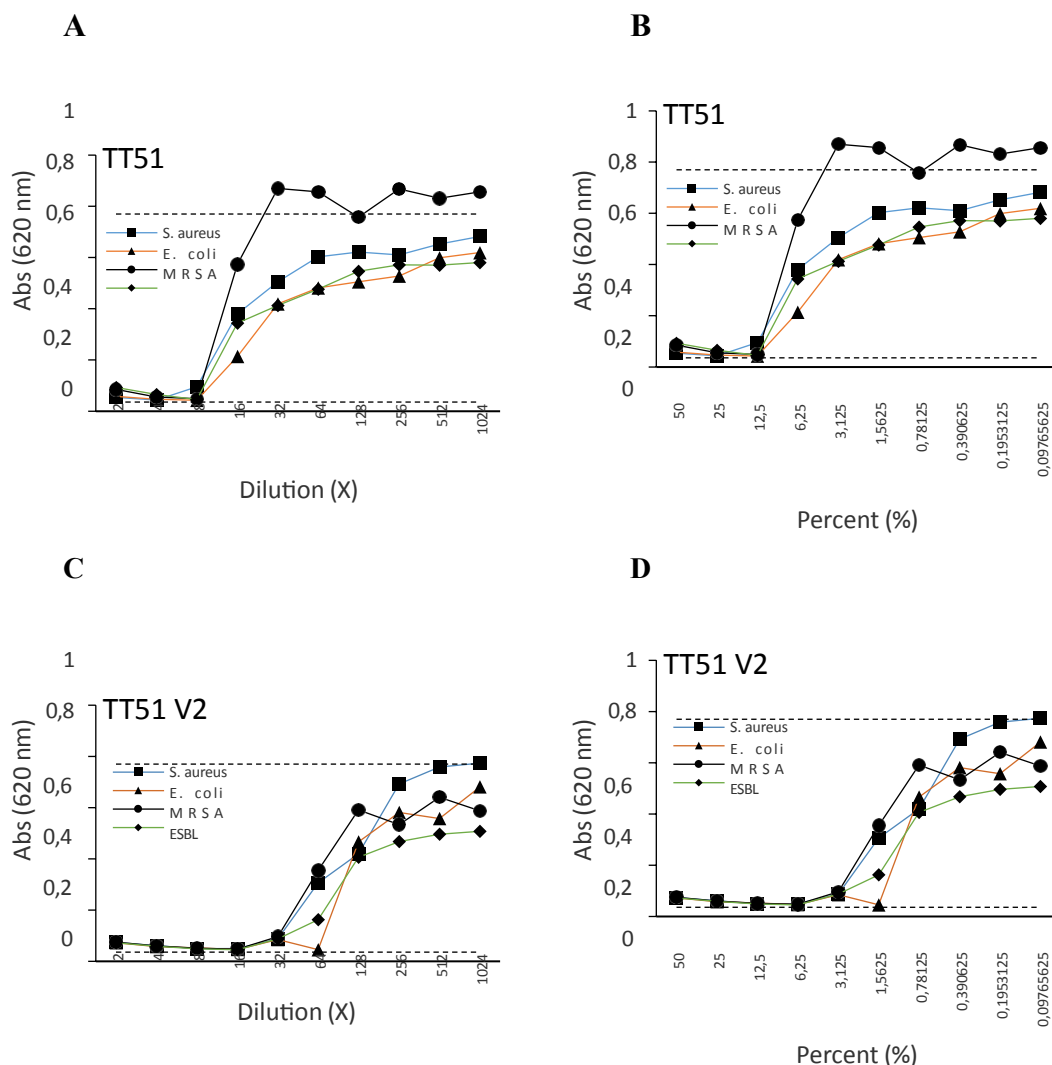 A
1
TT51
0,8
0,6
S. aureus
E. coli
M R S A
0,4
0,2
0
Abs (620 nm)
2
4
8
16
32
64
128
256
512
1024
Dilution (X)
B
1
TT51
0,8
S. aureus
0,6
E. coli
M R S A
0,4
0,2
0
Abs (620 nm)
50
25
12,5
6,25
3,125
1,5625
0,78125
0,390625
0,1953125
0,09765625
Percent (%)
C
1
TT51 V2
0,8
S. aureus
0,6
E. coli
M R S A
ESBL
0,4
0,2
0
Abs (620 nm)
2
4
8
16
32
64
128
256
512
1024
Dilution (X)
D
1
TT51 V2
0,8
S. aureus
E. coli
0,6
M R S A
ESBL
0,4
0,2
0
Abs (620 nm)
50
25
12,5
6,25
3,125
1,5625
0,78125
0,390625
0,1953125
0,09765625
Percent (%)